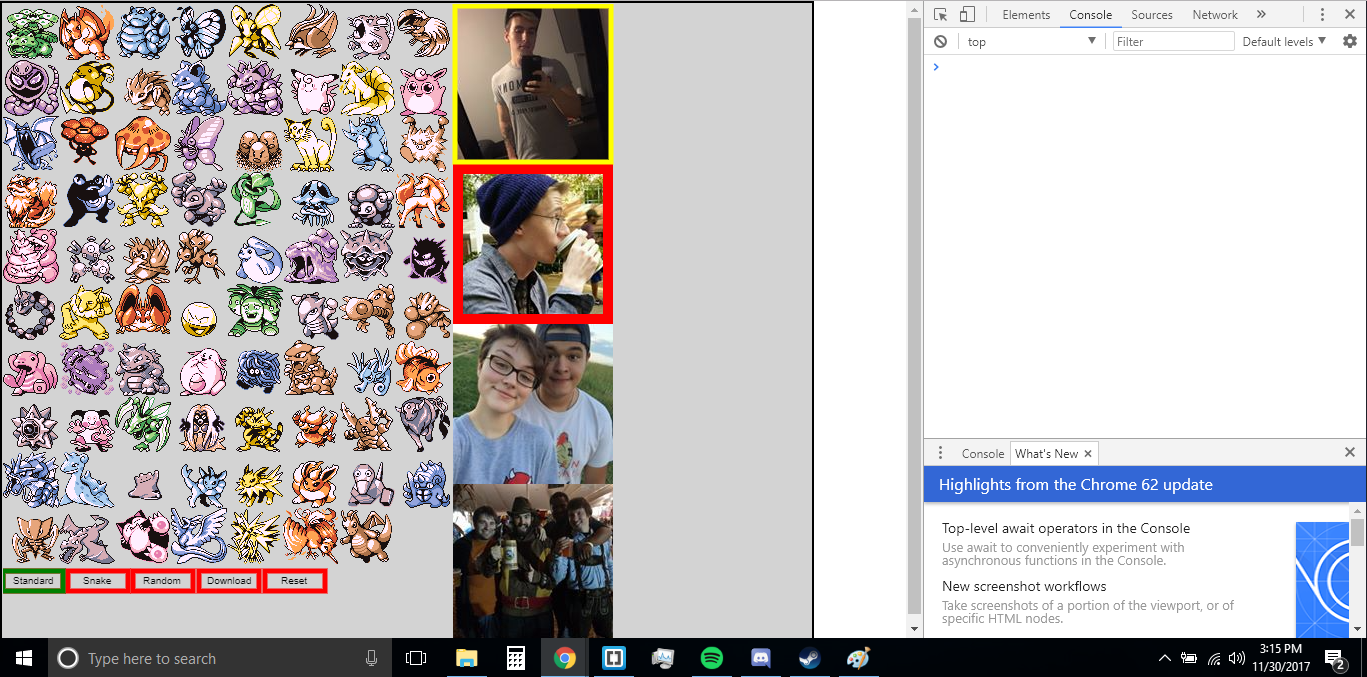 Elements Console Sources Network »
top Filter Default levels
Standard Snake Random Download Reset
Console What's New
Highlights from the Chrome 62 update
Top-level await operators in the Console
Use await to conveniently experiment with
asynchronous functions in the Console.
New screenshot workflows
Take screenshots of a portion of the viewport, or of
specific HTML nodes.
Type here to search
3:15 PM
11/30/2017
2